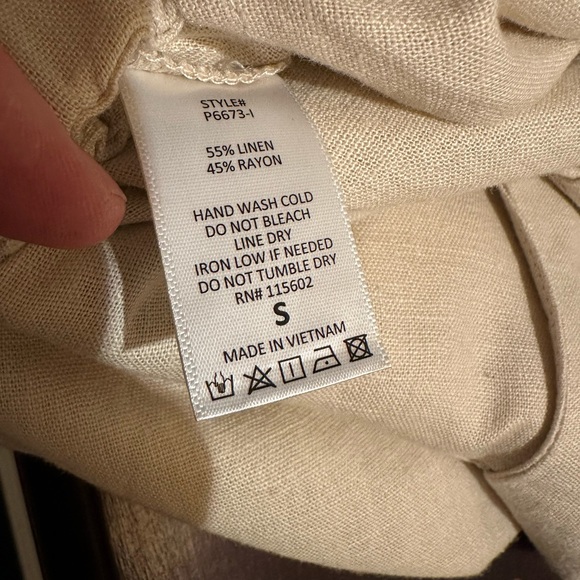 STYLE#
P6673-I
55% LINEN
45% RAYON
HAND WASH COLD
DO NOT BLEACH
LINE DRY
IRON LOW IF NEEDED
DO NOT TUMBLE DRY
RN# 115602
S
MADE IN VIETNAM